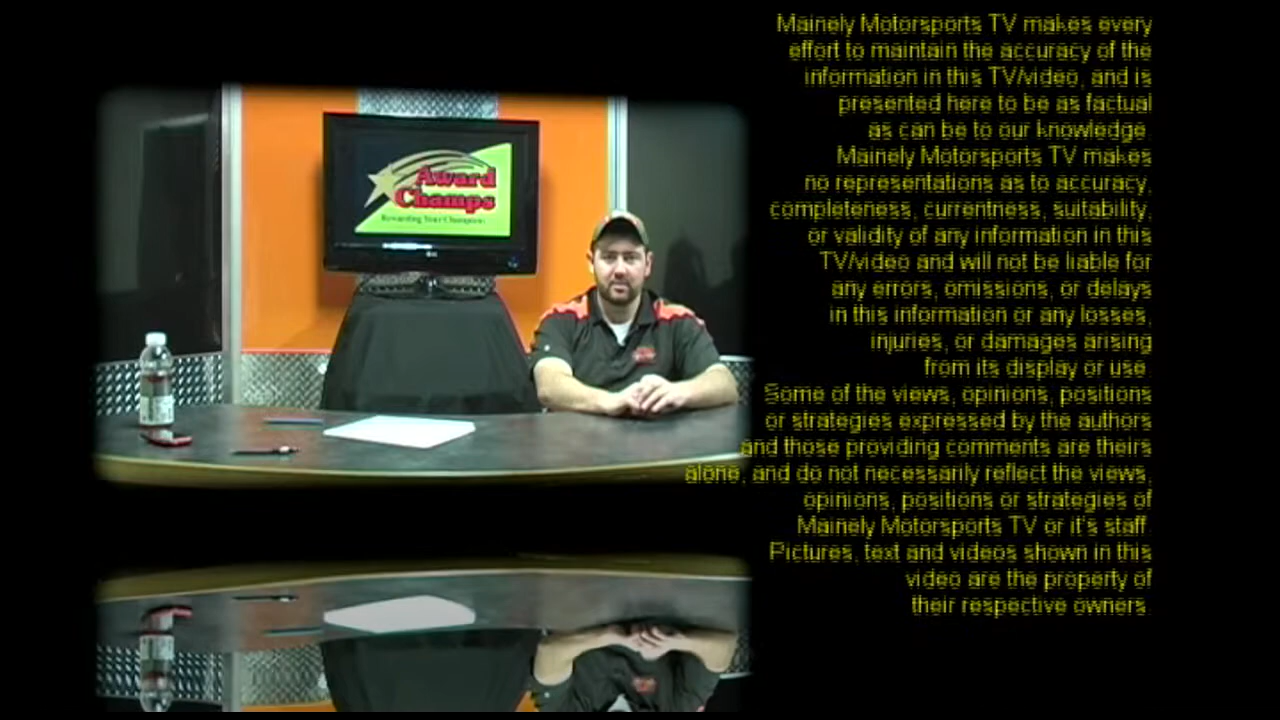 Award
Champs
Rewarding Your Champions
Mainely Motorsports TV makes every
effort to maintain the accuracy of the
information in this TV/video, and is
presented here to be as factual
as can be to our knowledge.
Mainely Motorsports TV makes
no representations as to accuracy,
completeness, currentness, suitability,
or validity of any information in this
TV/video and will not be liable for
any errors, omissions, or delays
in this information or any losses,
injuries, or damages arising
from its display or use.
Some of the views, opinions, positions
or strategies expressed by the authors
and those providing comments are theirs
alone, and do not necessarily reflect the views,
opinions, positions or strategies of
Mainely Motorsports TV or it's staff.
Pictures, text and videos shown in this
video are the property of
their respective owners.